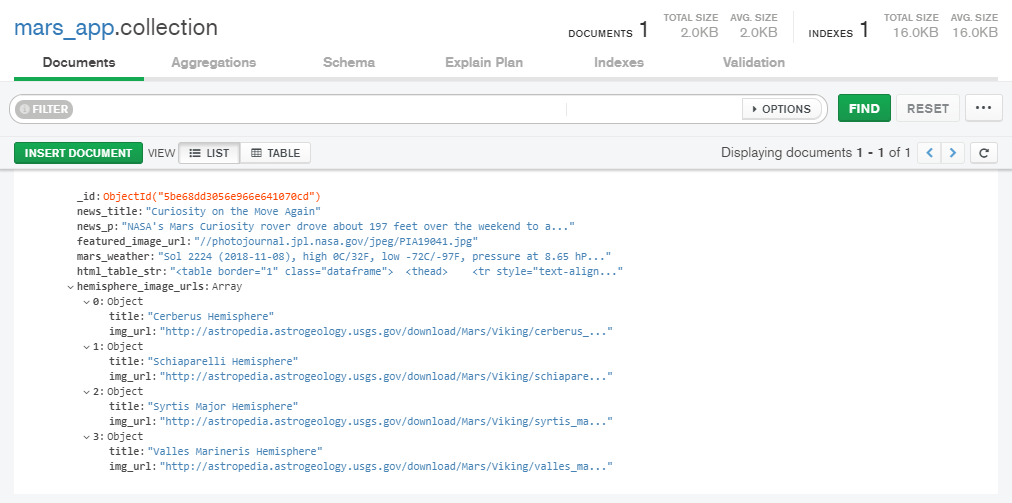 mars_app.collection
DOCUMENTS 1 TOTAL SIZE 2.0KB AVG. SIZE 2.0KB INDEXES 1 TOTAL SIZE 16.0KB AVG. SIZE 16.0KB
Documents Aggregations Schema Explain Plan Indexes Validation
FILTER OPTIONS FIND RESET ...
INSERT DOCUMENT VIEW LIST TABLE Displaying documents 1 - 1 of 1 < > C
_id: ObjectId("5be68dd3056e966e641070cd")
news_title: "Curiosity on the Move Again"
news_p: "NASA's Mars Curiosity rover drove about 197 feet over the weekend to a..."
featured_image_url: "//photojournal.jpl.nasa.gov/jpeg/PIA19041.jpg"
mars_weather: "Sol 2224 (2018-11-08), high 0C/32F, low -72C/-97F, pressure at 8.65 hP..."
html_table_str: "<table border="1" class="dataframe"> <thead> <tr style="text-align..."
hemisphere_image_urls: Array
0: Object
title: "Cerberus Hemisphere"
img_url: "http://astropedia.astrogeology.usgs.gov/download/Mars/Viking/cerberus_..."
1: Object
title: "Schiaparelli Hemisphere"
img_url: "http://astropedia.astrogeology.usgs.gov/download/Mars/Viking/schiapare..."
2: Object
title: "Syrtis Major Hemisphere"
img_url: "http://astropedia.astrogeology.usgs.gov/download/Mars/Viking/syrtis_ma..."
3: Object
title: "Valles Marineris Hemisphere"
img_url: "http://astropedia.astrogeology.usgs.gov/download/Mars/Viking/valles_ma..."